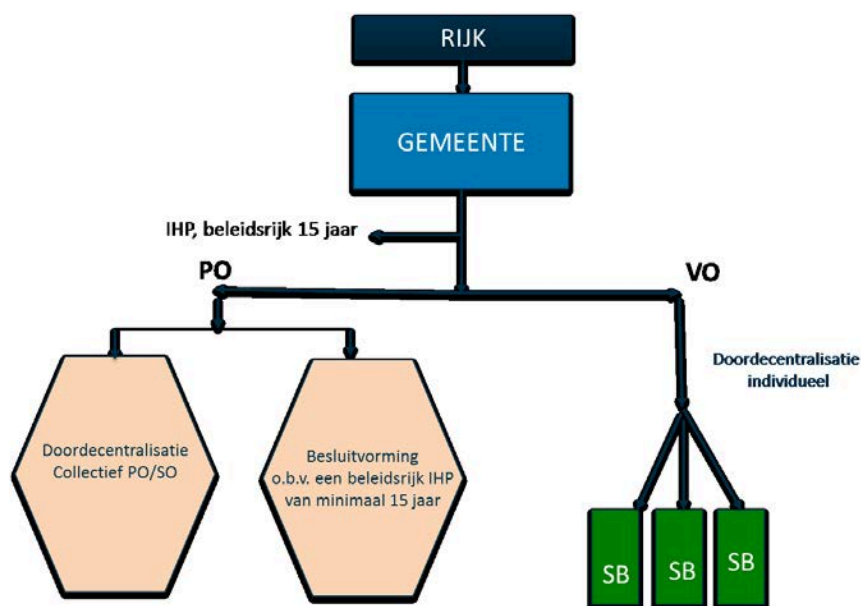 RIJK
GEMEENTE
IHP, beleidsrijk 15 jaar
PO
VO
Doordecentralisatie
individueel
Doordecentralisatie
Collectief PO/SO
Besluitvorming
o.b.v. een beleidsrijk IHP
van minimaal 15 jaar
SB
SB
SB